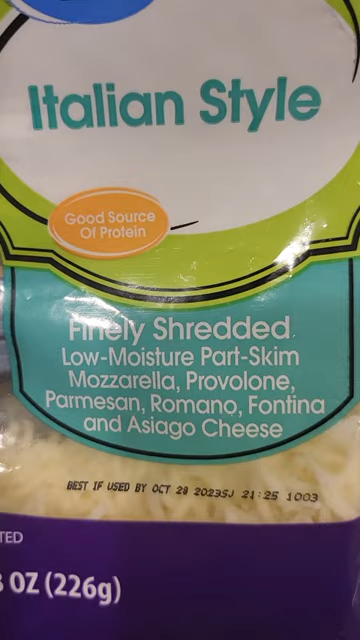 Italian Style
Good Source
Of Protein
Finely Shredded
Low-Moisture Part-Skim
Mozzarella, Provolone,
Parmesan, Romano, Fontina
and Asiago Cheese
BEST IF USED BY OCT 28 2023SJ 21:25 1003
OZ (226g)